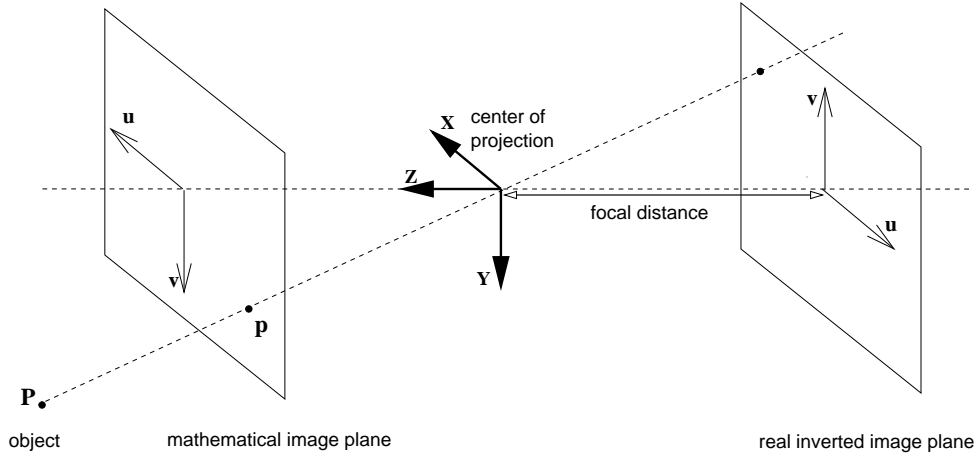 u
v
p
P
object
mathematical image plane
X
center of
projection
Z
Y
focal distance
v
u
real inverted image plane